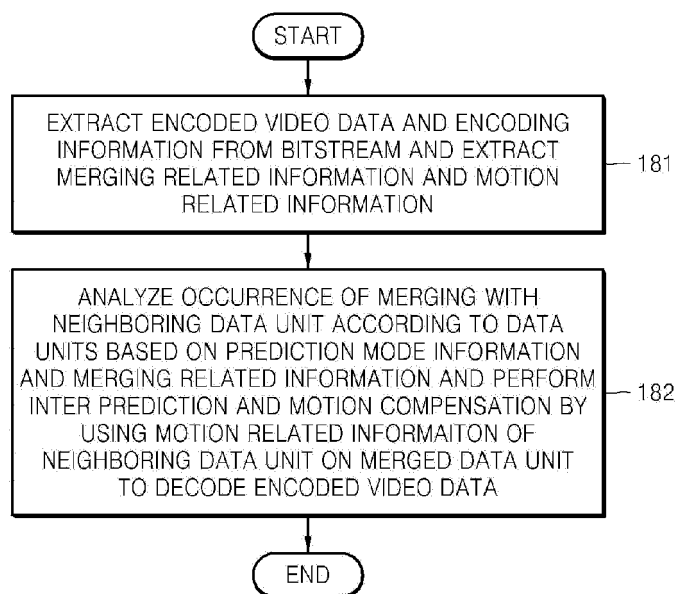 START
EXTRACT ENCODED VIDEO DATA AND ENCODING
INFORMATION FROM BITSTREAM AND EXTRACT
MERGING RELATED INFORMATION AND MOTION
RELATED INFORMATION
181
ANALYZE OCCURRENCE OF MERGING WITH
NEIGHBORING DATA UNIT ACCORDING TO DATA
UNITS BASED ON PREDICTION MODE INFORMATION
AND MERGING RELATED INFORMATION AND PERFORM
INTER PREDICTION AND MOTION COMPENSATION BY
USING MOTION RELATED INFORMAITON OF
NEIGHBORING DATA UNIT ON MERGED DATA UNIT
TO DECODE ENCODED VIDEO DATA
182
END